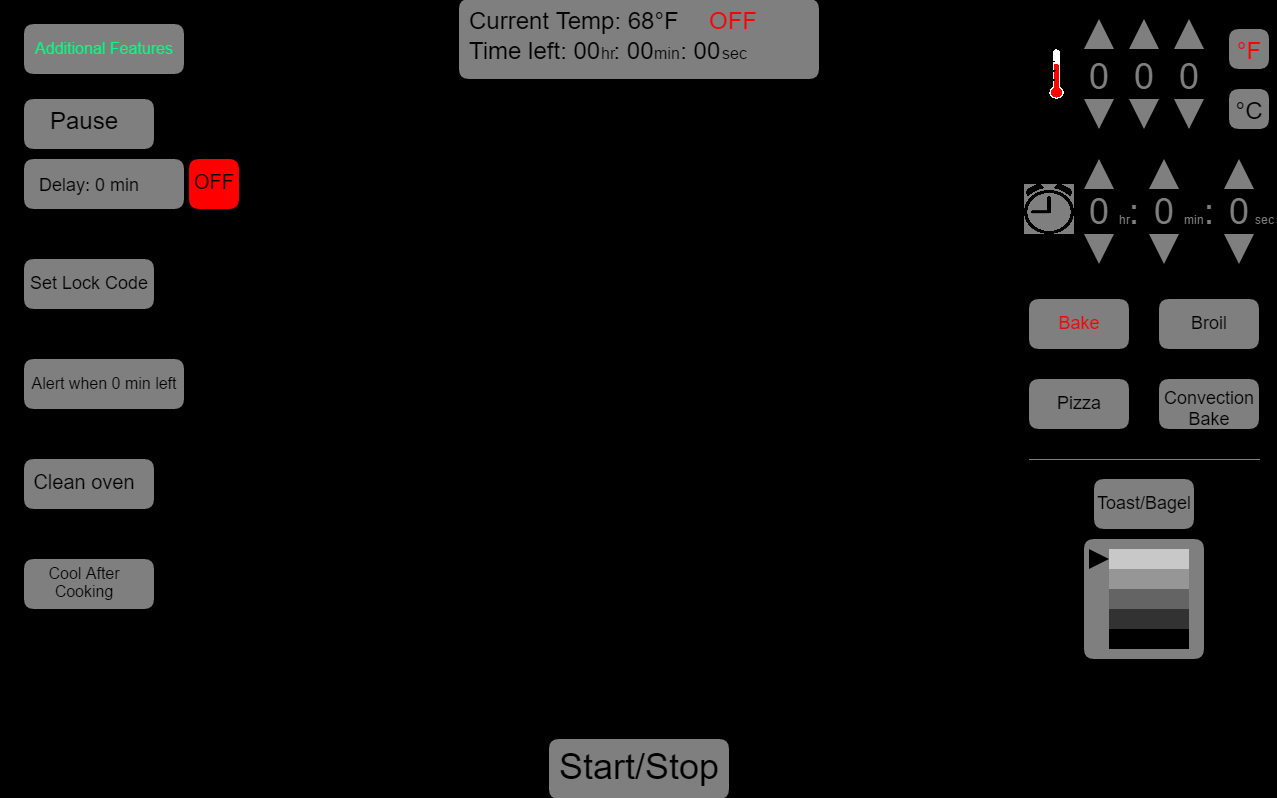 Additional Features
Pause
Delay: 0 min
OFF
Set Lock Code
Alert when 0 min left
Clean oven
Cool After
Cooking
Current Temp: 68°F OFF
Time left: 00hr: 00min: 00sec
0 0 0
°F
°C
0 hr: 0 min: 0 sec
Bake
Broil
Pizza
Convection
Bake
Toast/Bagel
Start/Stop